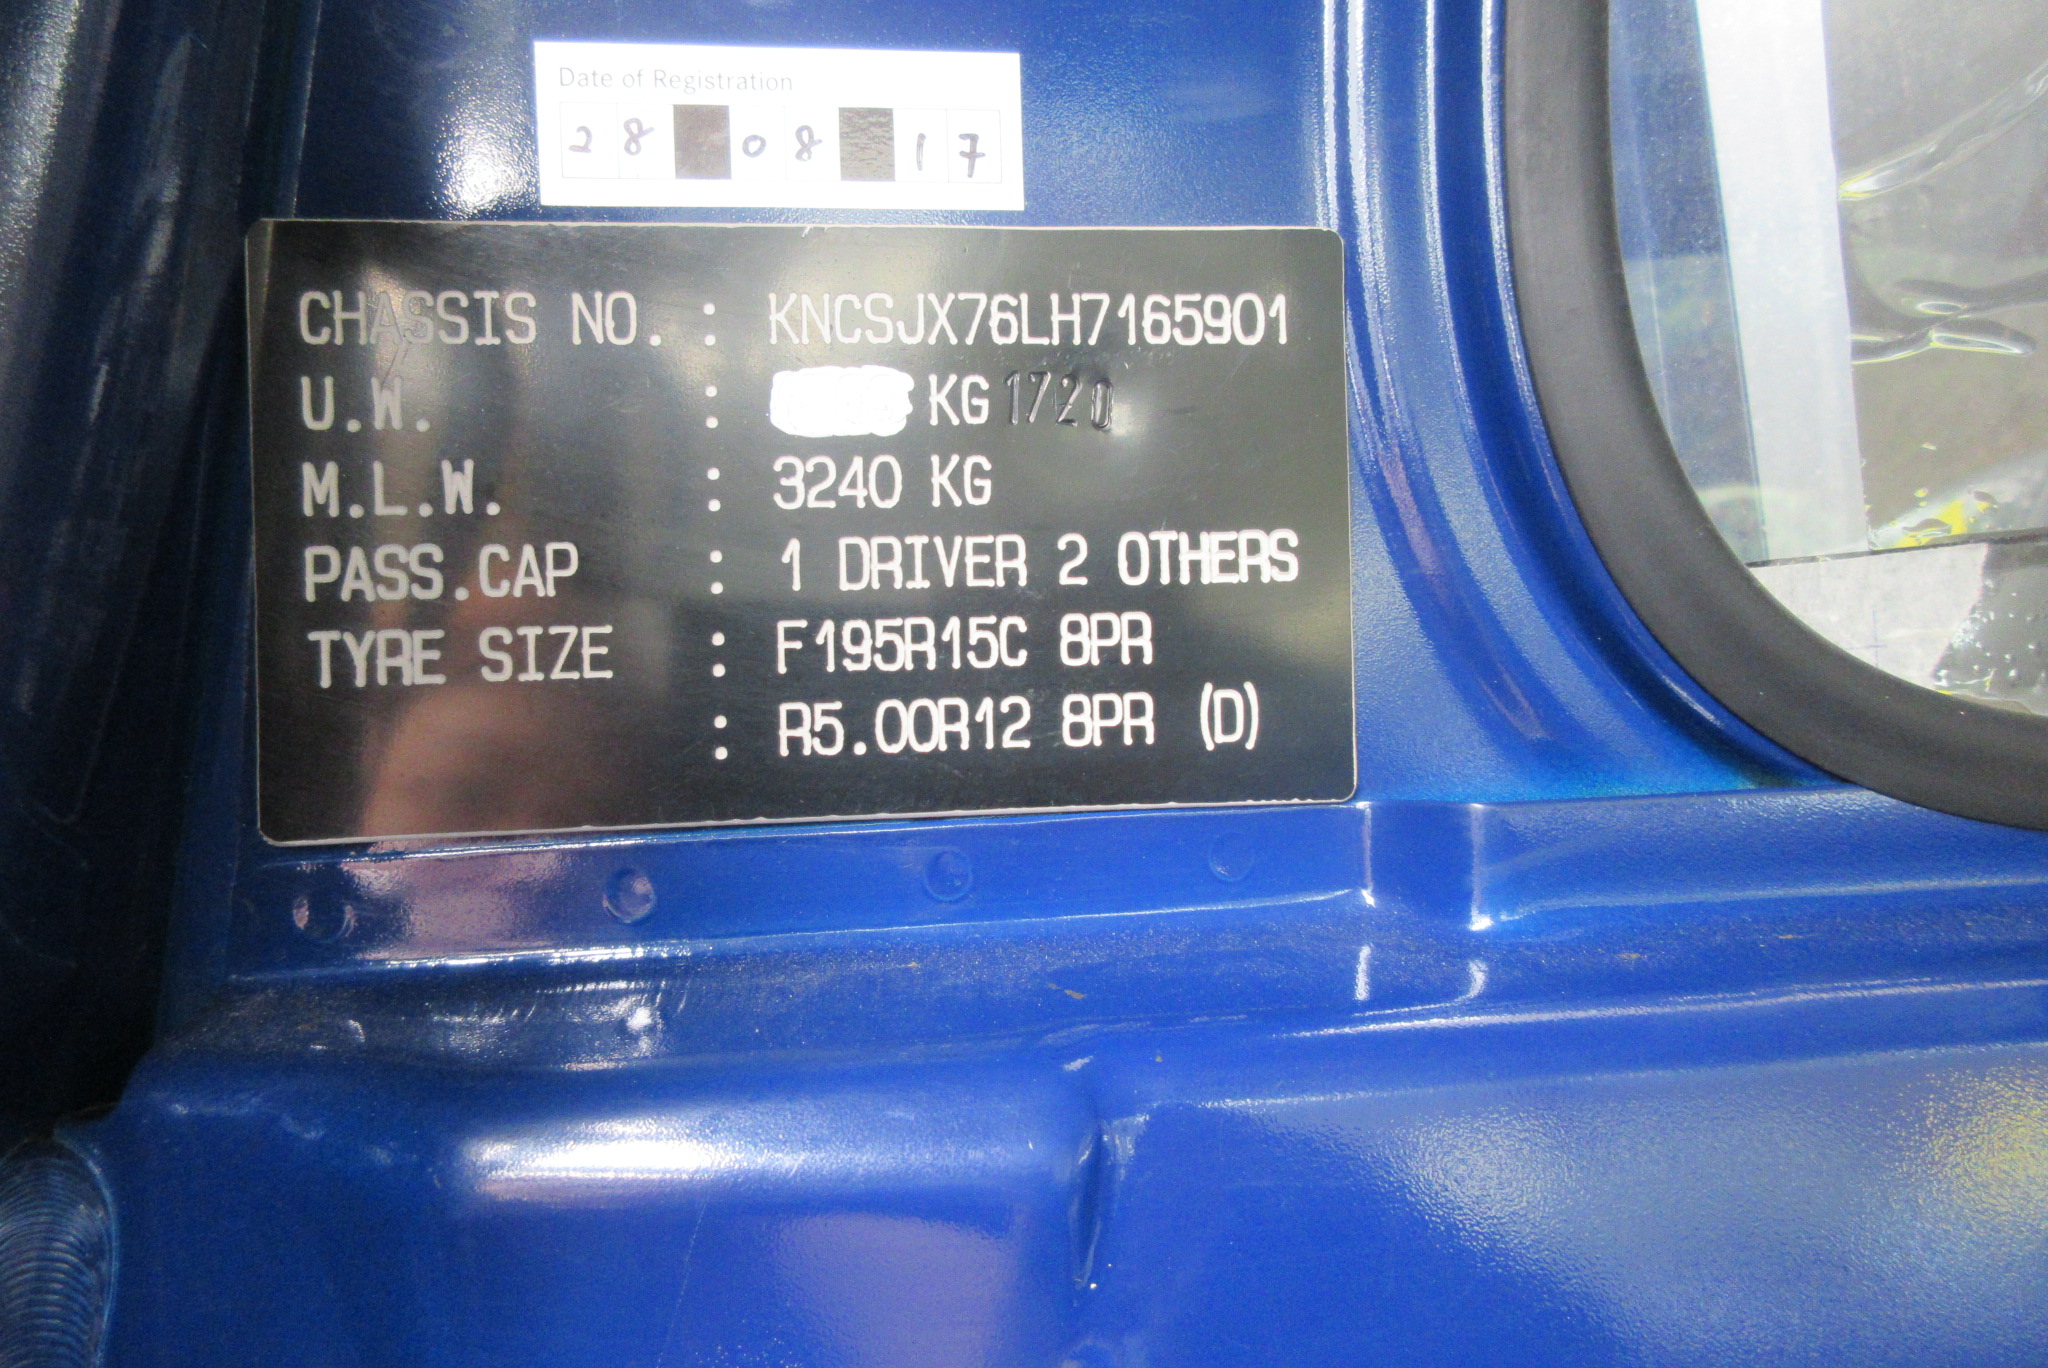 Date of Registration
28 08 17
CHASSIS NO. : KNCSJX76LH7165901
U.W. : KG 1720
M.L.W. : 3240 KG
PASS.CAP : 1 DRIVER 2 OTHERS
TYRE SIZE : F195R15C 8PR
: R5.00R12 8PR (D)